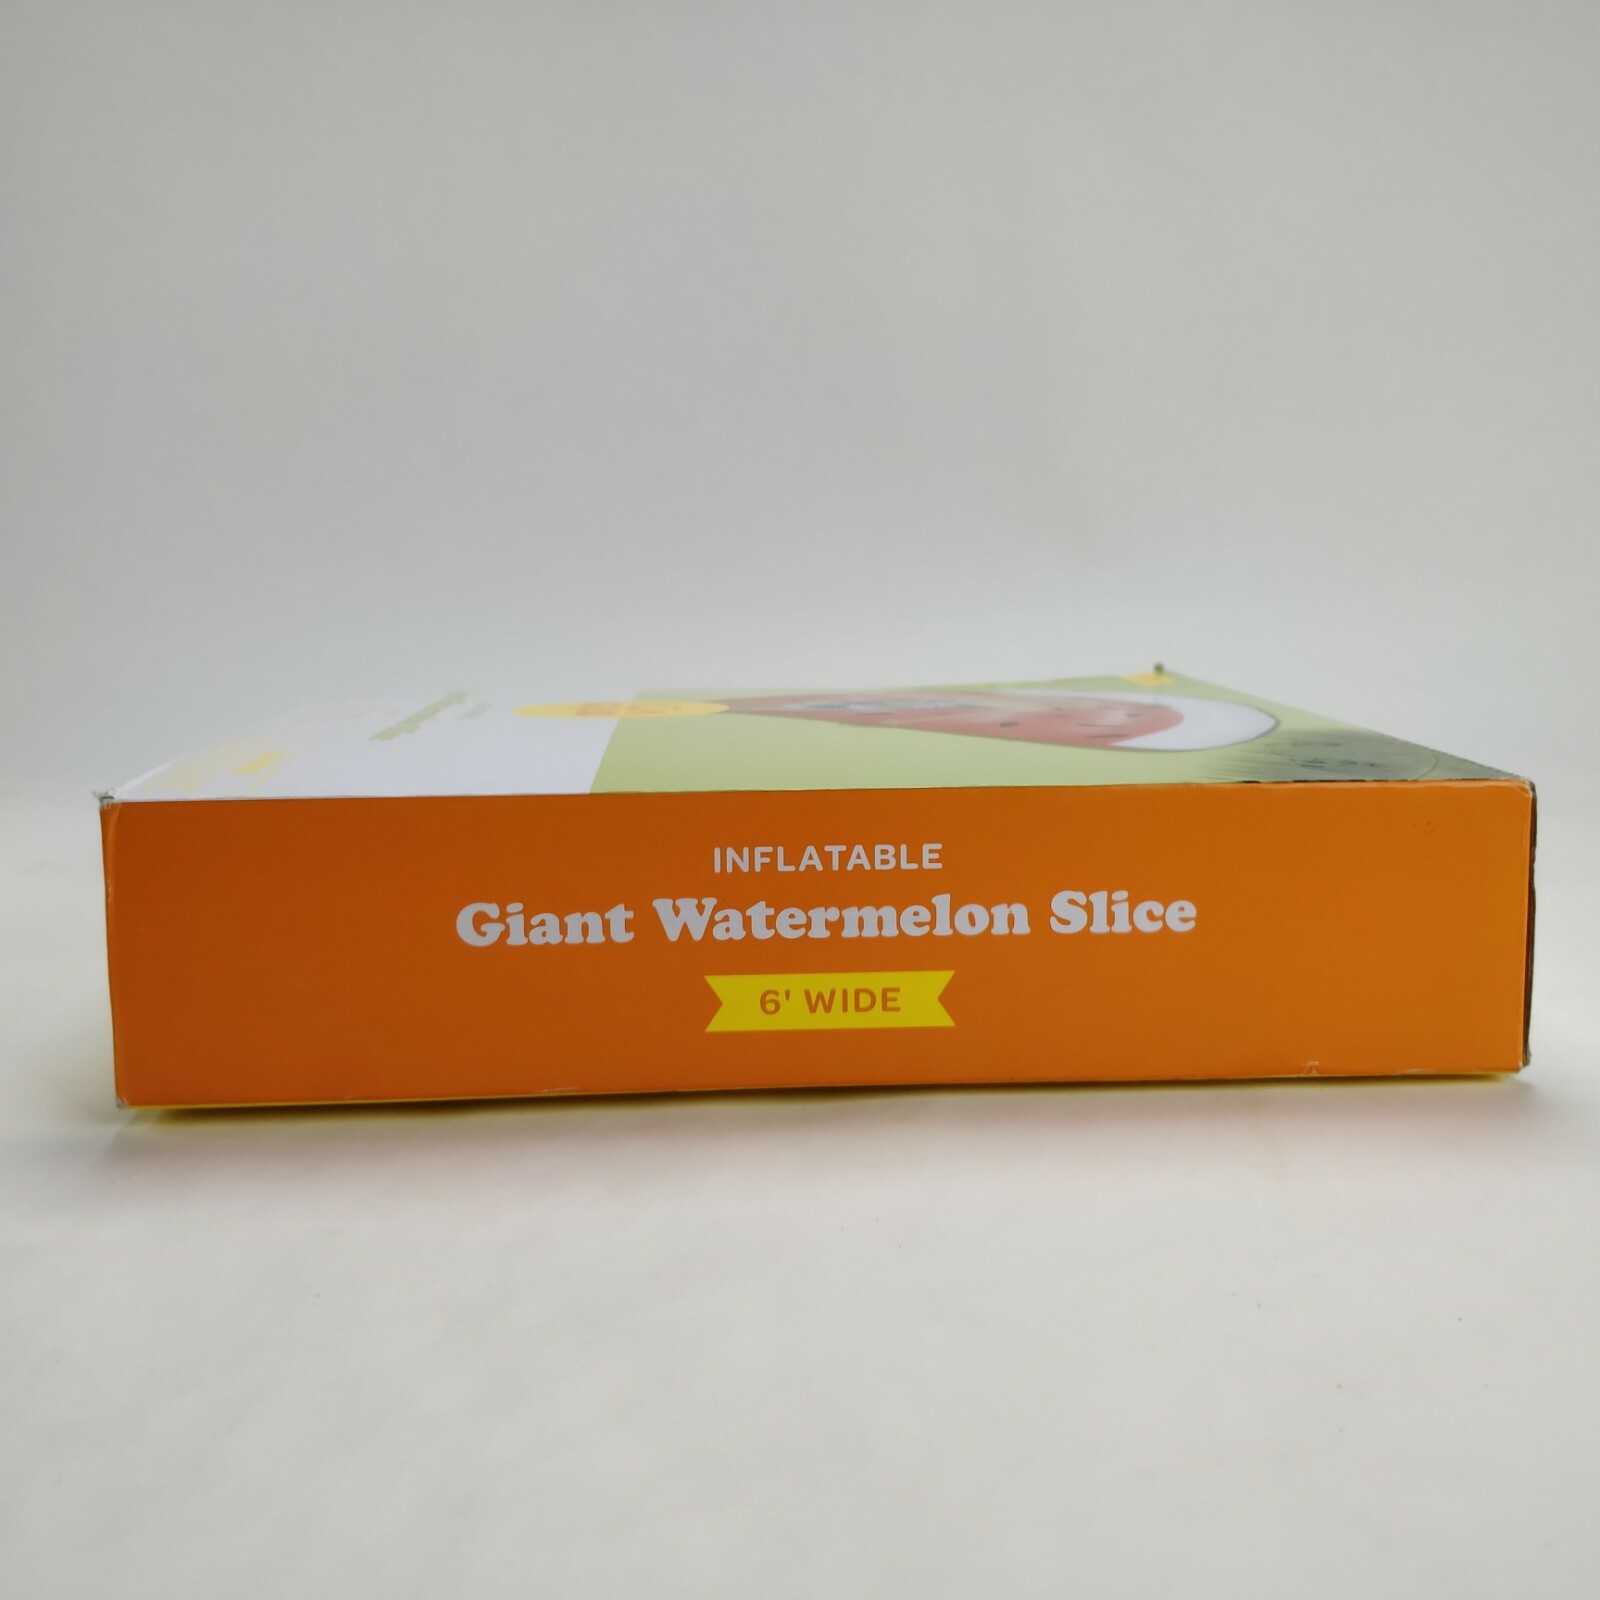 INFLATABLE
Giant Watermelon Slice
6' WIDE